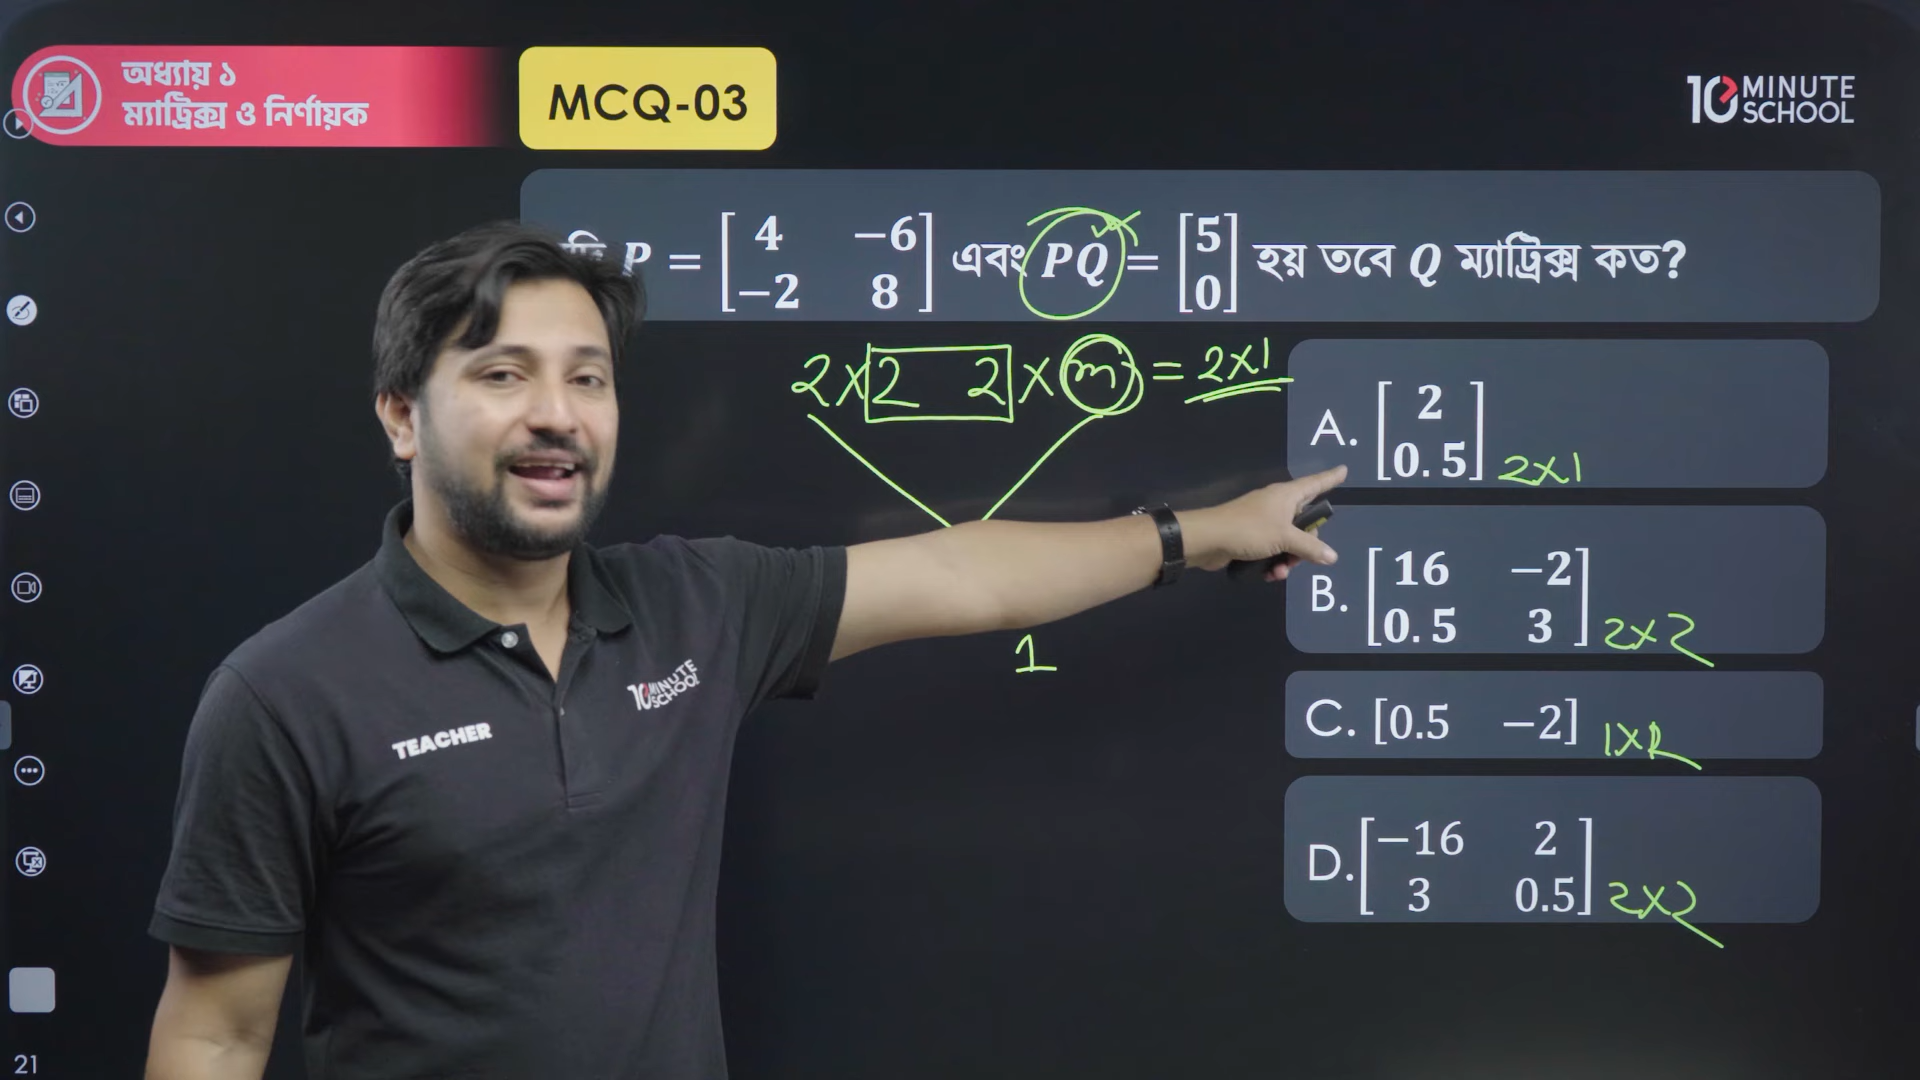 অধ্যায় ১
ম্যাট্রিক্স ও নির্ণায়ক
MCQ-03
10 MINUTE SCHOOL
P = [4 −6; −2 8] এবং PQ = [5; 0] হয় তবে Q ম্যাট্রিক্স কত?
2×2 2×m = 2×1
1
A. [2; 0.5] 2×1
B. [16 −2; 0.5 3] 2×2
C. [0.5 −2] 1×2
D. [−16 2; 3 0.5] 2×2
10 MINUTE SCHOOL
TEACHER
21